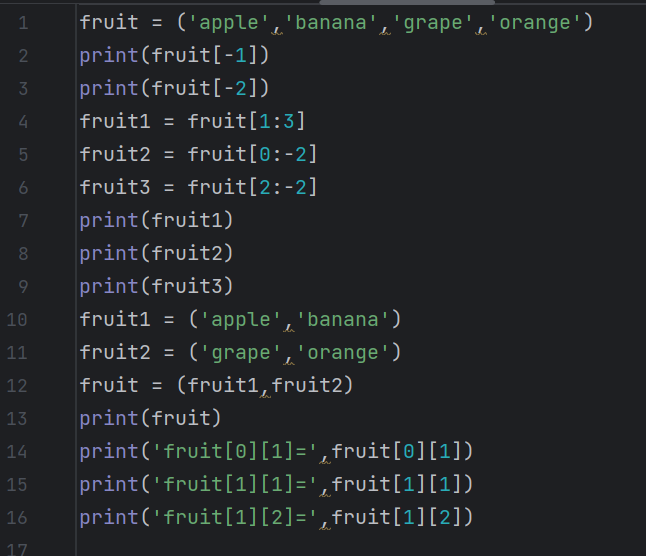 1 fruit = ('apple','banana','grape','orange')
2 print(fruit[-1])
3 print(fruit[-2])
4 fruit1 = fruit[1:3]
5 fruit2 = fruit[0:-2]
6 fruit3 = fruit[2:-2]
7 print(fruit1)
8 print(fruit2)
9 print(fruit3)
10 fruit1 = ('apple','banana')
11 fruit2 = ('grape','orange')
12 fruit = (fruit1,fruit2)
13 print(fruit)
14 print('fruit[0][1]=',fruit[0][1])
15 print('fruit[1][1]=',fruit[1][1])
16 print('fruit[1][2]=',fruit[1][2])
17